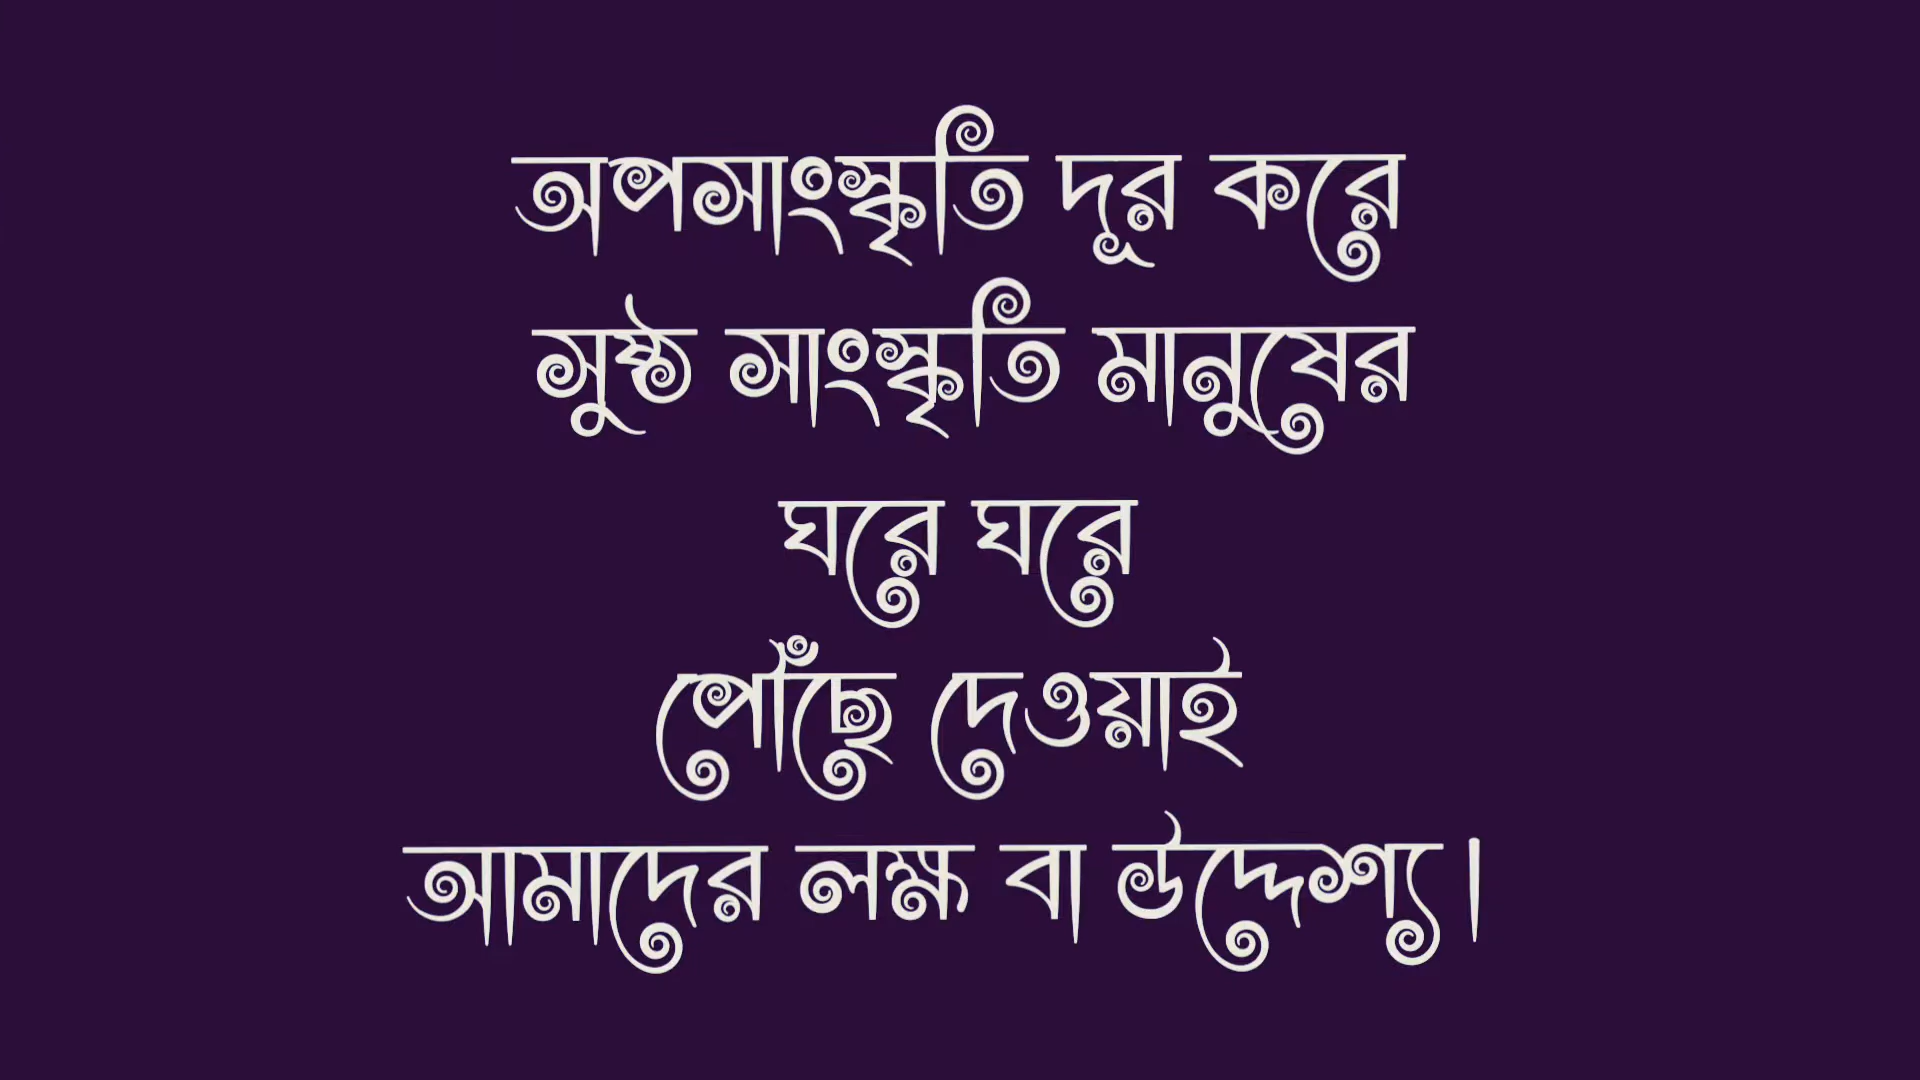 অপসাংস্কৃতি দূর করে
সুষ্ঠ সাংস্কৃতি মানুষের
ঘরে ঘরে
পোঁছে দেওয়াই
আমাদের লক্ষ বা উদ্দেশ্য।